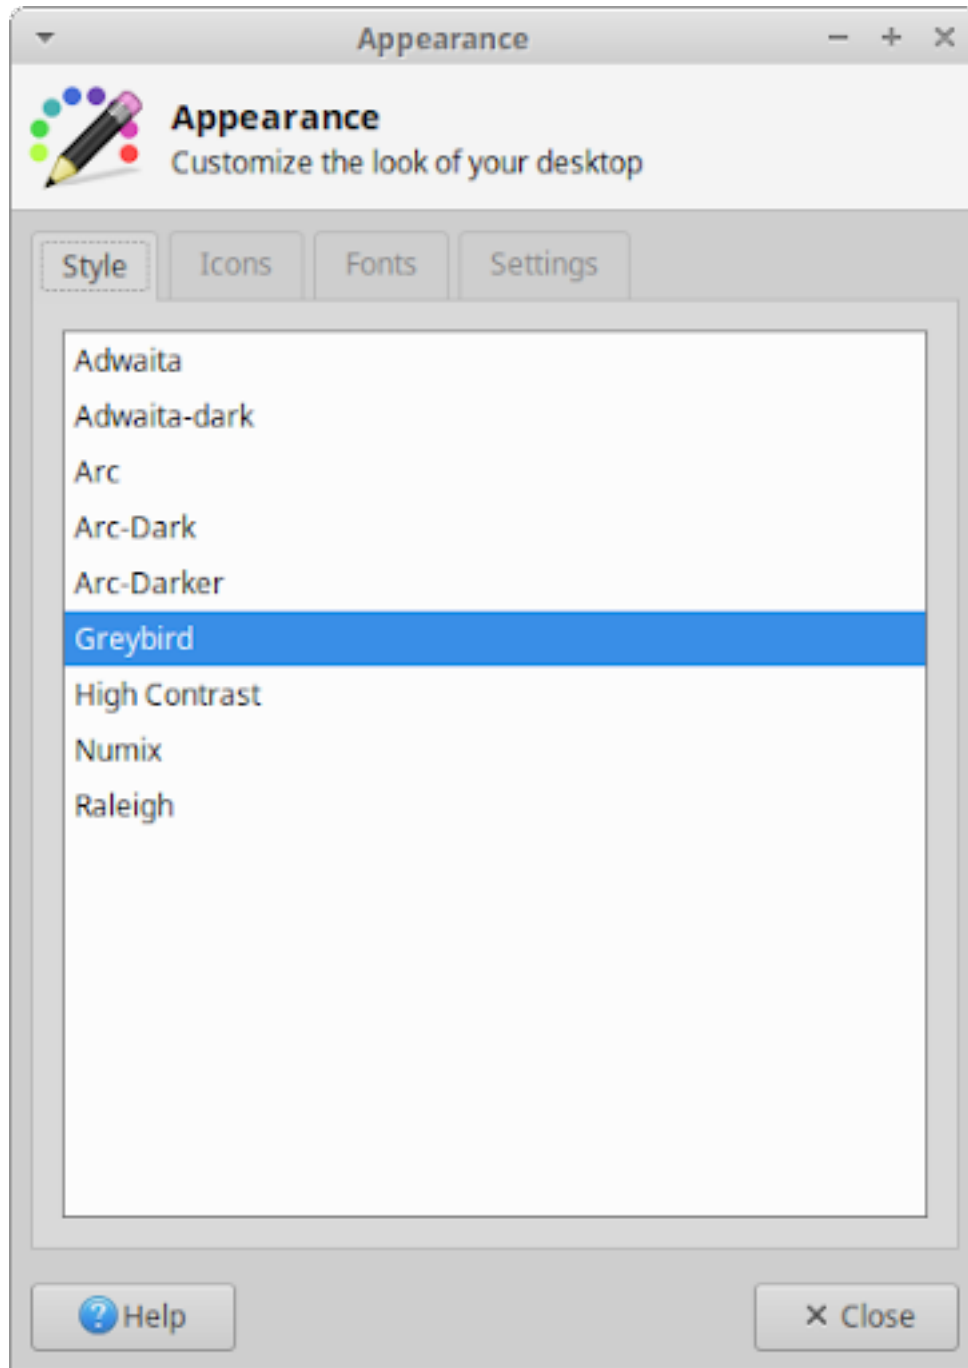 Appearance
Appearance
Customize the look of your desktop
Style Icons Fonts Settings
Adwaita
Adwaita-dark
Arc
Arc-Dark
Arc-Darker
Greybird
High Contrast
Numix
Raleigh
Help Close